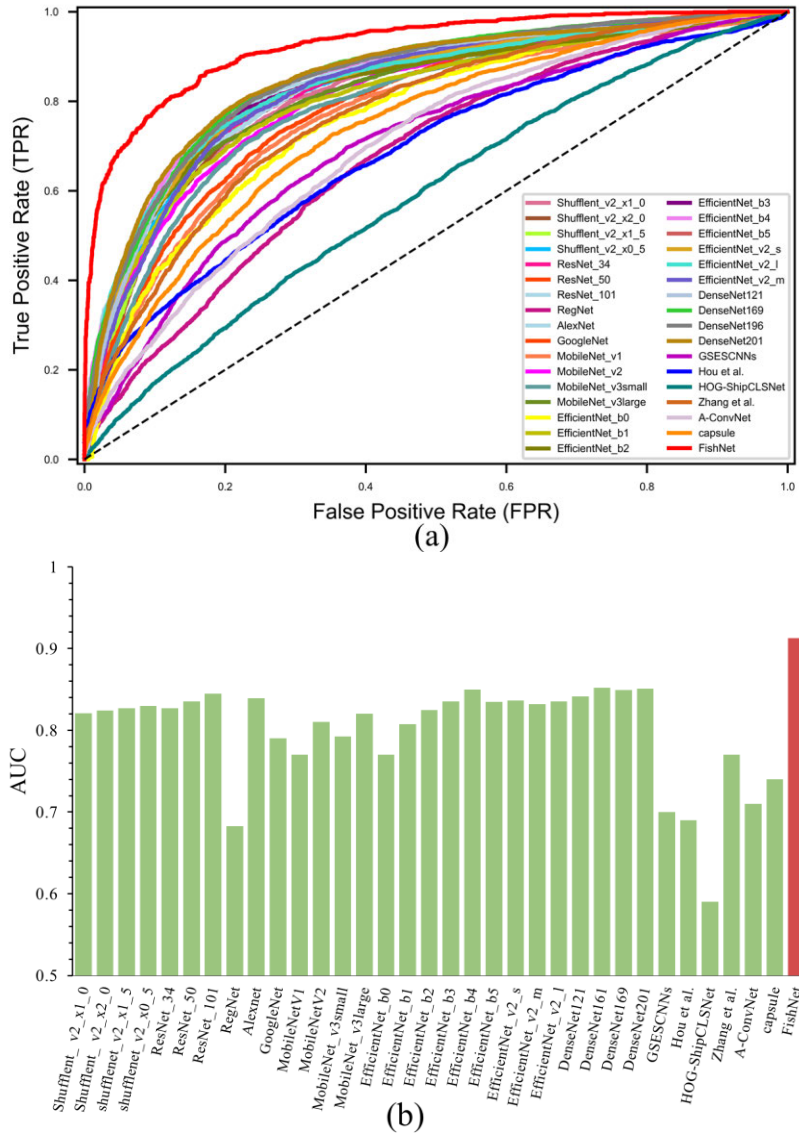 1.0
0.8
0.6
0.4
0.2
0.0
True Positive Rate (TPR)
Shufflent_v2_x1_0
Shufflent_v2_x2_0
Shufflent_v2_x1_5
Shufflent_v2_x0_5
ResNet_34
ResNet_50
ResNet_101
RegNet
AlexNet
GoogleNet
MobileNet_v1
MobileNet_v2
MobileNet_v3small
MobileNet_v3large
EfficientNet_b0
EfficientNet_b1
EfficientNet_b2
EfficientNet_b3
EfficientNet_b4
EfficientNet_b5
EfficientNet_v2_s
EfficientNet_v2_l
EfficientNet_v2_m
DenseNet121
DenseNet169
DenseNet196
DenseNet201
GSESCNNs
Hou et al.
HOG-ShipCLSNet
Zhang et al.
A-ConvNet
capsule
FishNet
0.0 0.2 0.4 0.6 0.8 1.0
False Positive Rate (FPR)
(a)
1
0.9
0.8
0.7
0.6
0.5
AUC
Shufflent_ v2_x1_0
Shufflent_ v2_x2_0
shufflenet_v2_x1_5
shufflenet_v2_x0_5
ResNet_34
ResNet_50
ResNet_101
RegNet
Alexnet
GoogleNet
MobileNetV1
MobileNetV2
MobileNet_v3small
MobileNet_v3large
EfficientNet_b0
EfficientNet_b1
EfficientNet_b2
EfficientNet_b3
EfficientNet_b4
EfficientNet_b5
EfficientNet_v2_s
EfficientNet_v2_m
EfficientNet_v2_l
DenseNet121
DenseNet161
DenseNet169
DenseNet201
GSESCNNs
Hou et al.
HOG-ShipCLSNet
Zhang et al.
A-ConvNet
capsule
FishNet
(b)